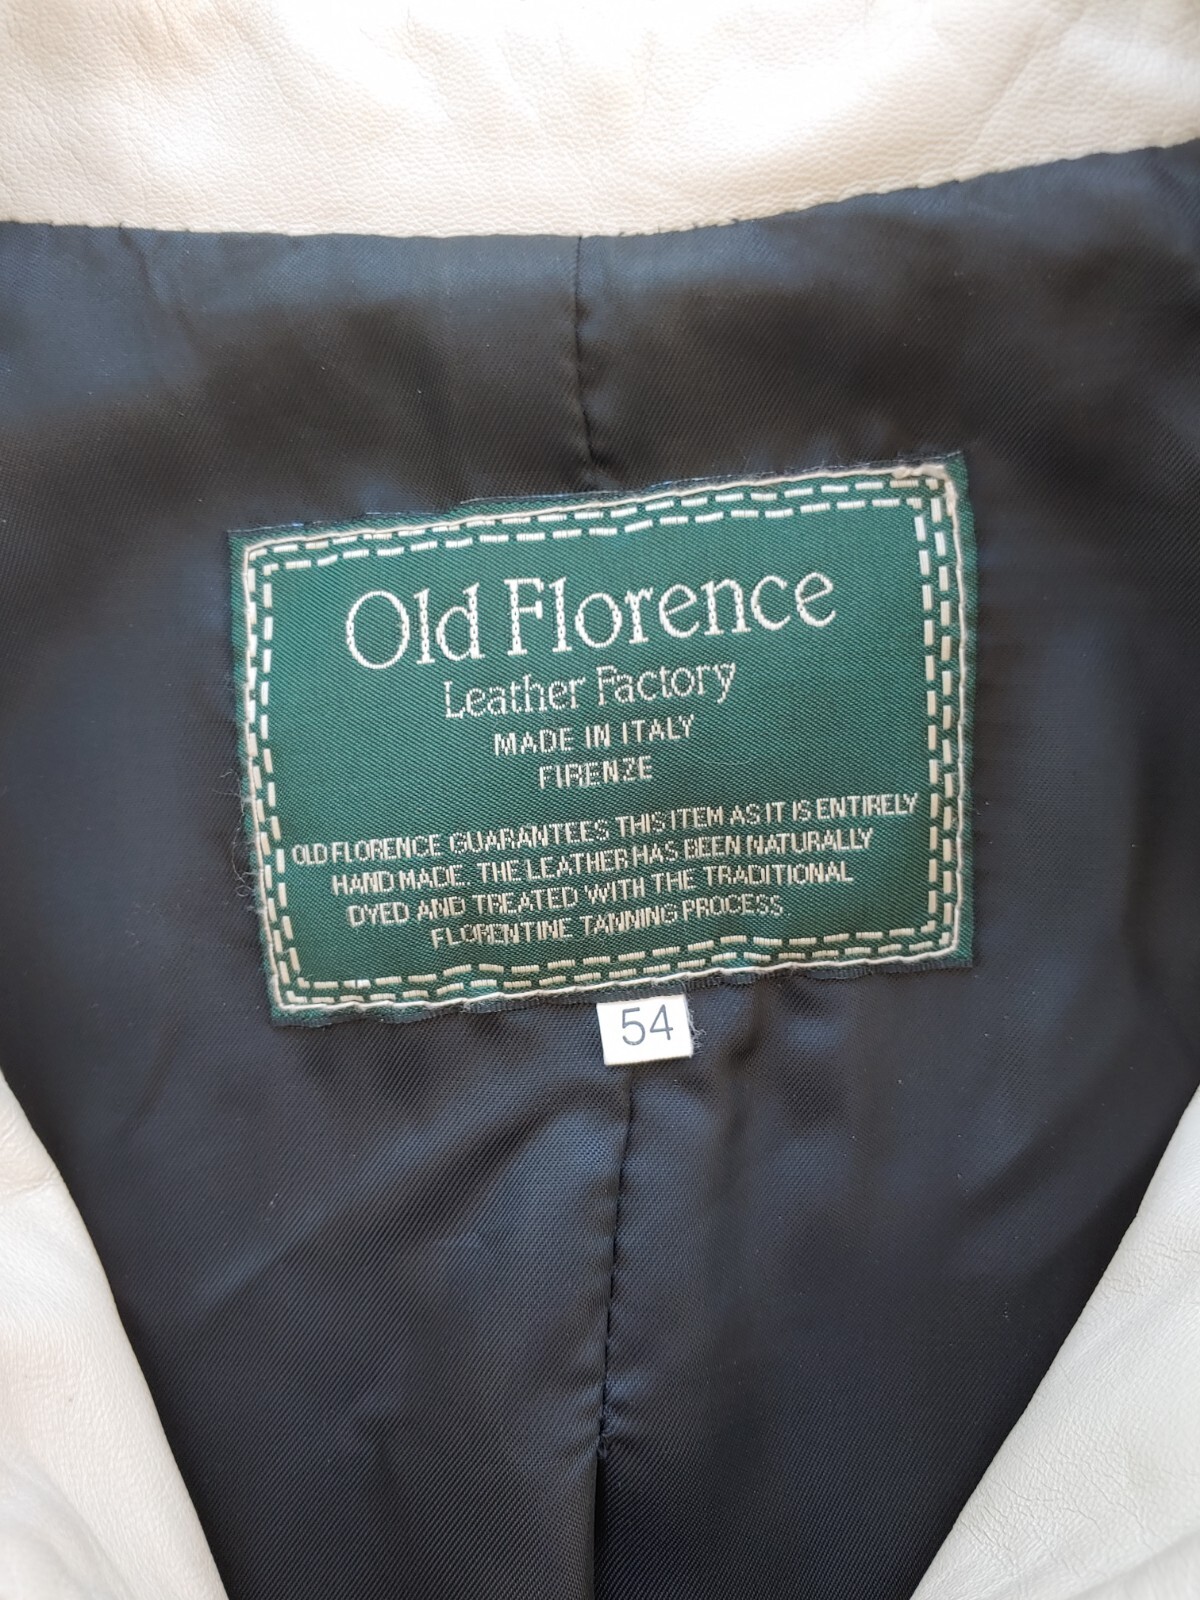 Old Florence
Leather Factory
MADE IN ITALY
FIRENZE
OLD FLORENCE GUARANTEES THIS ITEM AS IT IS ENTIRELY
HAND MADE. THE LEATHER HAS BEEN NATURALLY
DYED AND TREATED WITH THE TRADITIONAL
FLORENTINE TANNING PROCESS
54